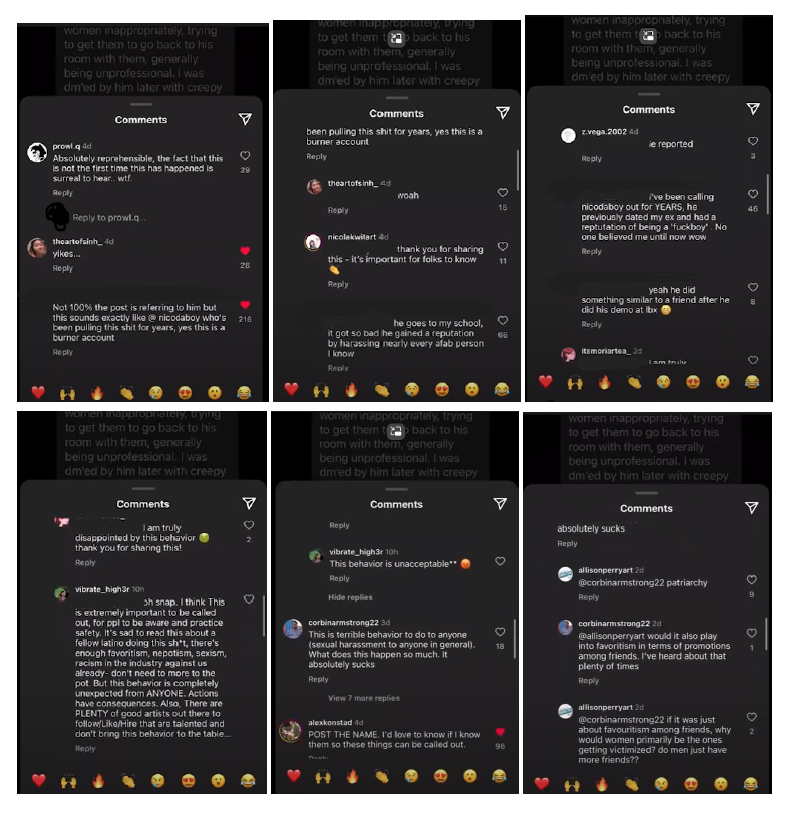 women inappropriately, trying
to get them to go back to his
room with them, generally
being unprofessional. I was
dm'ed by him later with creepy
Comments
prowl.q 4d
Absolutely reprehensible, the fact that this
is not the first time this has happened is
surreal to hear.. wtf.
29
Reply
Reply to prowl.q...
theartofsinh_ 4d
yikes...
28
Reply
Not 100% the post is referring to him but
this sounds exactly like @ nicodaboy who's
been pulling this shit for years, yes this is a
burner account
216
Reply
women inappropriately, trying
to get them to go back to his
room with them, generally
being unprofessional. I was
dm'ed by him later with creepy
Comments
been pulling this shit for years, yes this is a
burner account
Reply
theartofsinh_ 4d
woah
15
Reply
nicolakwitart 4d
thank you for sharing
this - it's important for folks to know
👏
11
Reply
he goes to my school,
it got so bad he gained a reputation
by harassing nearly every afab person
I know
66
Reply
women inappropriately, trying
to get them to go back to his
room with them, generally
being unprofessional. I was
dm'ed by him later with creepy
Comments
z.vega.2002 4d
ie reported
3
Reply
i've been calling
nicodaboy out for YEARS, he
previously dated my ex and had a
reptutation of being a 'fuckboy' . No
one believed me until now wow
46
Reply
yeah he did
something similar to a friend after he
did his demo at lbx
8
Reply
itsmoriartea_ 3d
I am truly
women inappropriately, trying
to get them to go back to his
room with them, generally
being unprofessional. I was
dm'ed by him later with creepy
Comments
I am truly
disappointed by this behavior
thank you for sharing this!
2
Reply
vibrate_high3r 10h
oh snap.. I think This
is extremely important to be called
out, for ppl to be aware and practice
safety. It's sad to read this about a
fellow latino doing this sh*t, there's
enough favoritism, nepotism, sexism,
racism in the industry against us
already- don't need to more to the
pot. But this behavior is completely
unexpected from ANYONE. Actions
have consequences. Also, There are
PLENTY of good artists out there to
follow/Like/Hire that are talented and
don't bring this behavior to the table...
Reply
women inappropriately, trying
to get them to go back to his
room with them, generally
being unprofessional. I was
dm'ed by him later with creepy
Comments
Reply
vibrate_high3r 10h
This behavior is unacceptable** 😡
Reply
Hide replies
corbinarmstrong22 3d
This is terrible behavior to do to anyone
(sexual harassment to anyone in general).
What does this happen so much. It
absolutely sucks
18
Reply
View 7 more replies
alexkonstad 4d
POST THE NAME. I'd love to know if I know
them so these things can be called out.
96
Reply
women inappropriately, trying
to get them to go back to his
room with them, generally
being unprofessional. I was
dm'ed by him later with creepy
Comments
absolutely sucks
Reply
allisonperryart 2d
@corbinarmstrong22 patriarchy
9
Reply
corbinarmstrong22 2d
@allisonperryart would it also play
into favoritism in terms of promotions
among friends. I've heard about that
plenty of times
1
Reply
allisonperryart 2d
@corbinarmstrong22 if it was just
about favouritism among friends, why
would women primarily be the ones
getting victimized? do men just have
more friends??
2